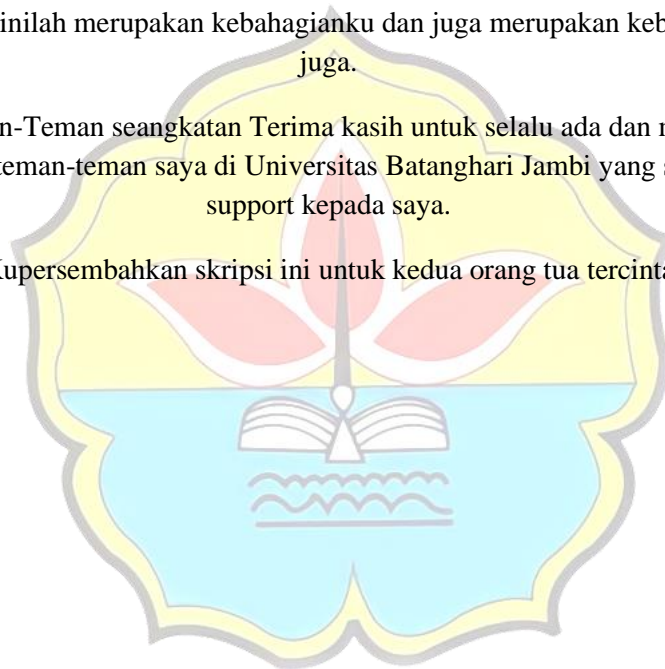 inilah merupakan kebahagianku dan juga merupakan keb
juga.
n-Teman seangkatan Terima kasih untuk selalu ada dan
teman-teman saya di Universitas Batanghari Jambi yang
support kepada saya.
Kupersembahkan skripsi ini untuk kedua orang tua tercinta